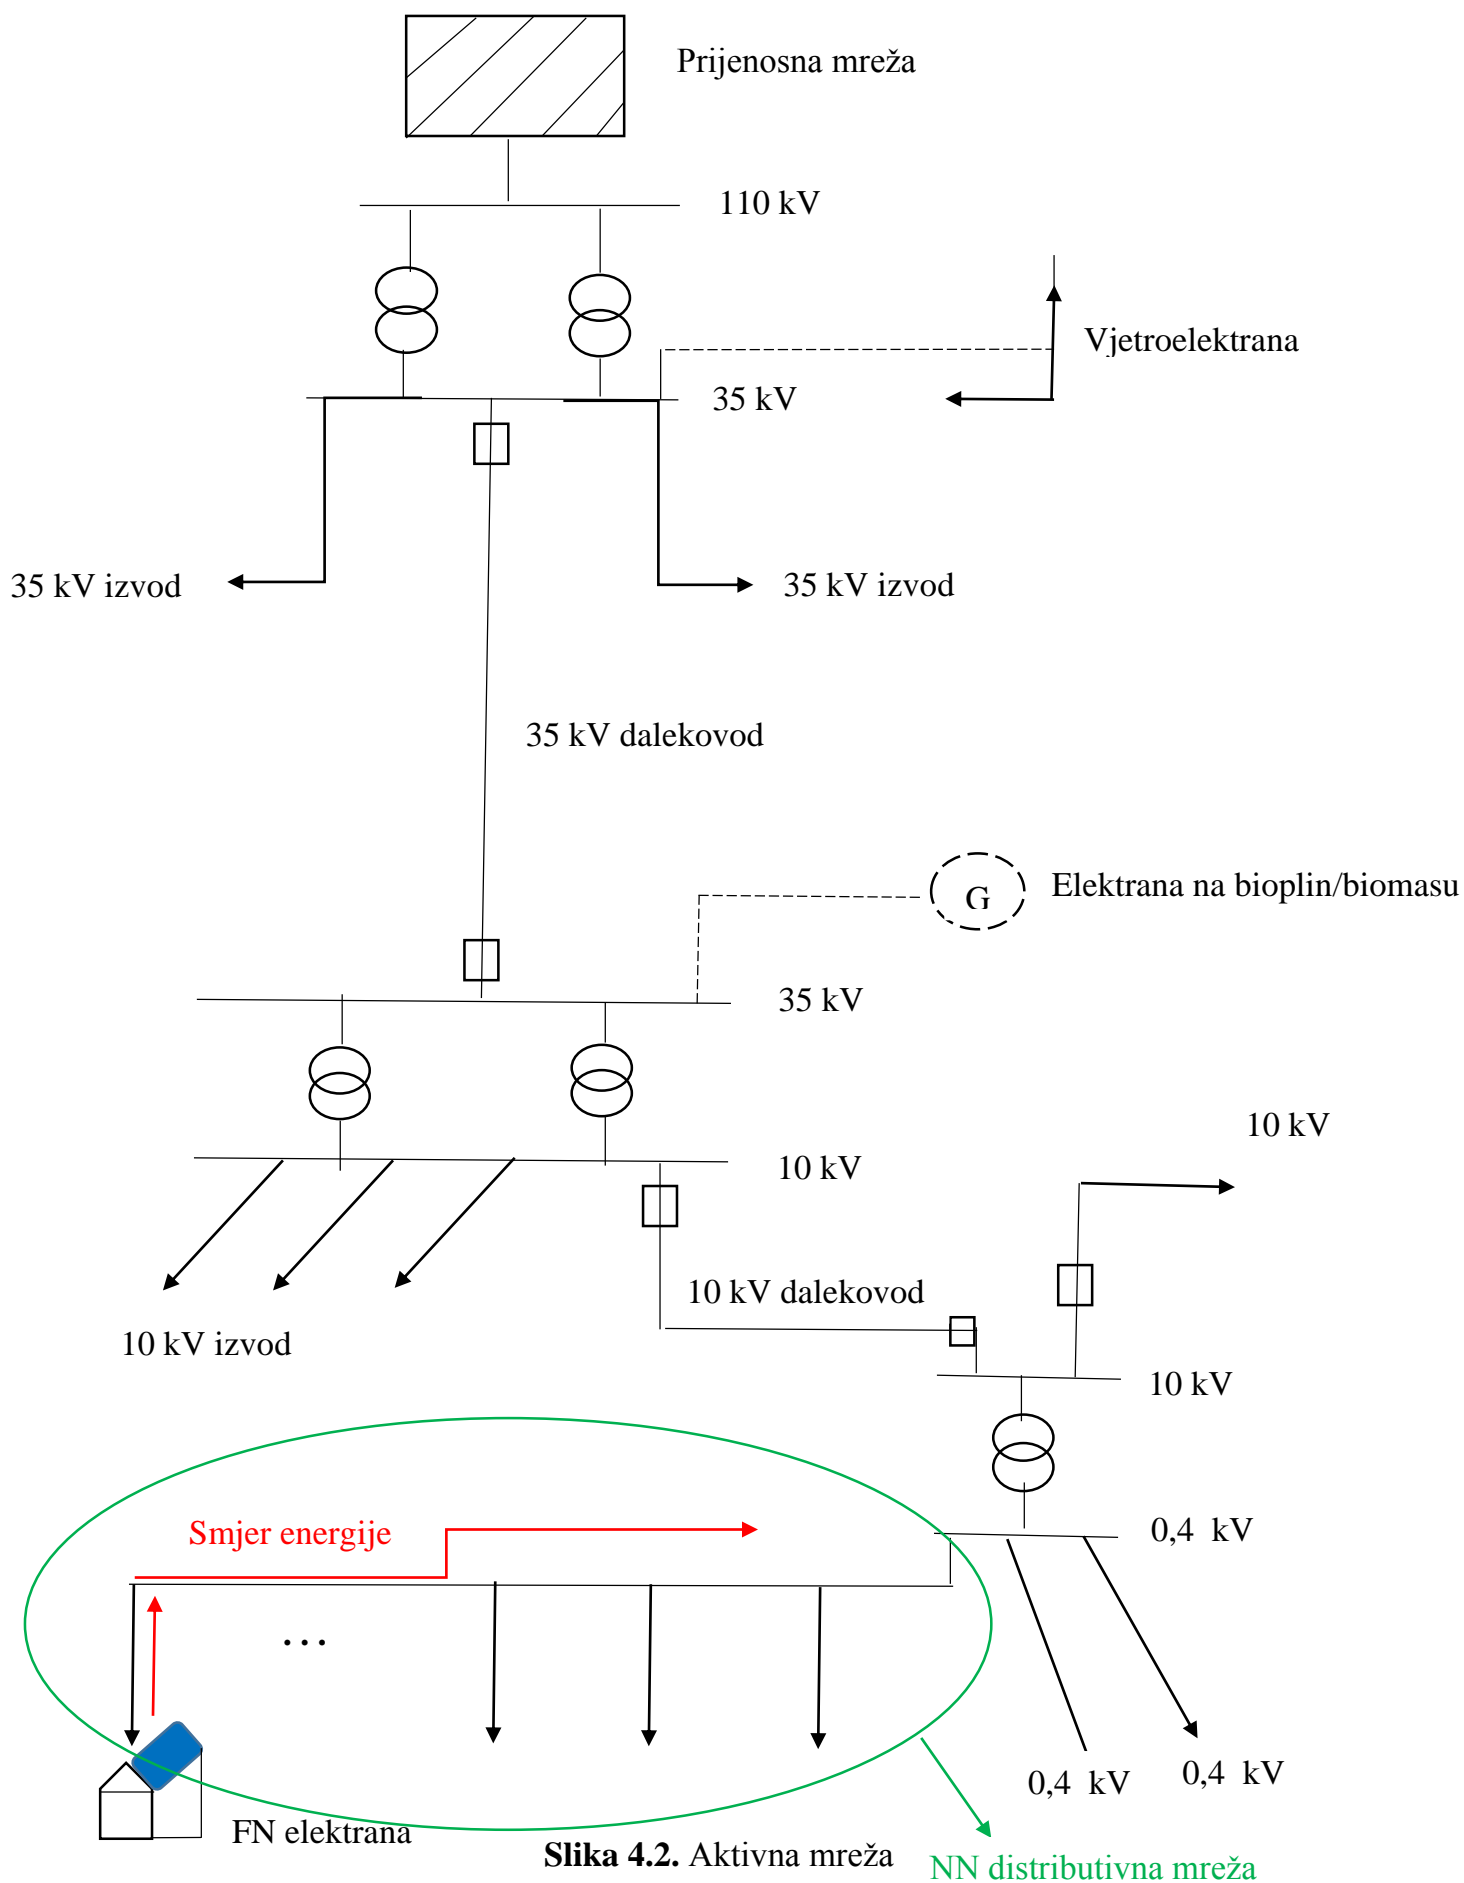 Prijenosna mreža
110 kV
Vjetroelektrana
35 kV
35 kV izvod
35 kV izvod
35 kV dalekovod
G
Elektrana na bioplin/biomasu
35 kV
10 kV
10 kV
10 kV dalekovod
10 kV izvod
10 kV
Smjer energije
0,4 kV
...
0,4 kV
0,4 kV
FN elektrana
Slika 4.2. Aktivna mreža
NN distributivna mreža